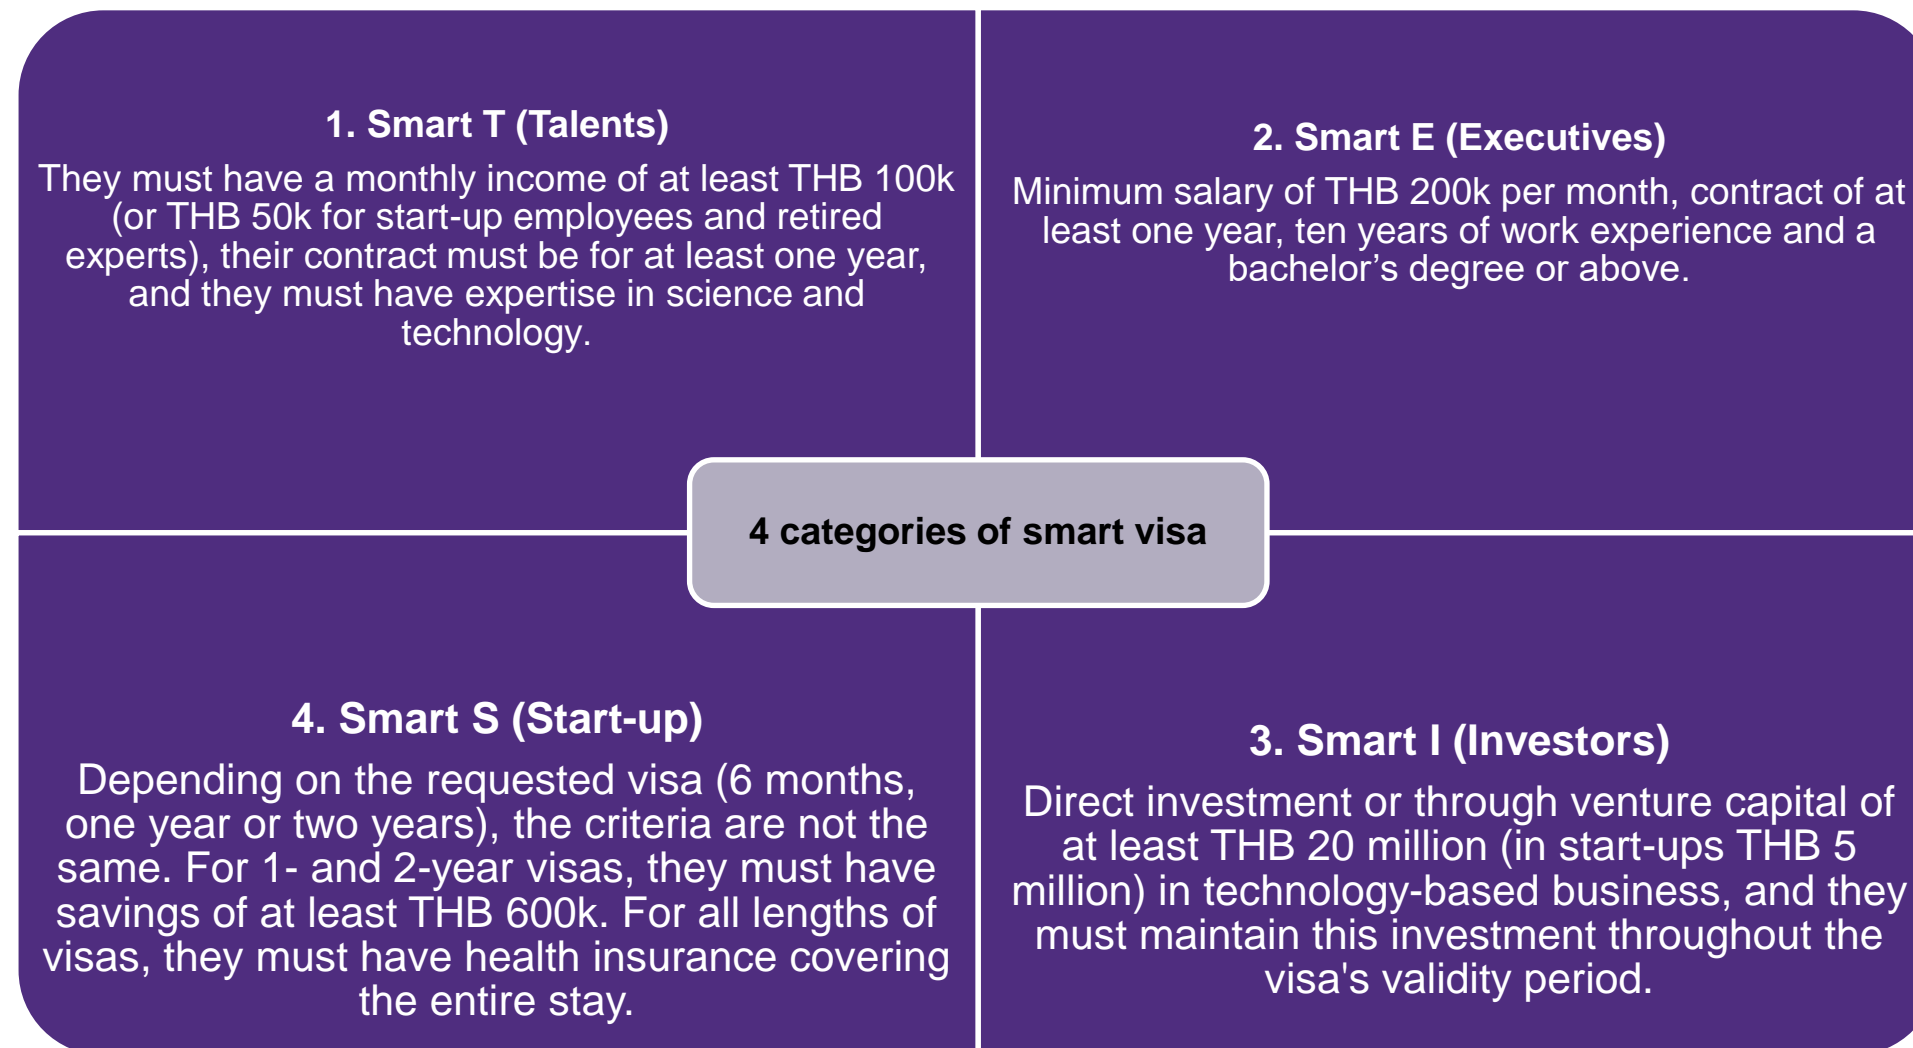 1. Smart T (Talents)
They must have a monthly income of at least THB 100k
(or THB 50k for start-up employees and retired
experts), their contract must be for at least one year,
and they must have expertise in science and
technology.
2. Smart E (Executives)
Minimum salary of THB 200k per month, contract of at
least one year, ten years of work experience and a
bachelor’s degree or above.
4 categories of smart visa
4. Smart S (Start-up)
Depending on the requested visa (6 months,
one year or two years), the criteria are not the
same. For 1- and 2-year visas, they must have
savings of at least THB 600k. For all lengths of
visas, they must have health insurance covering
the entire stay.
3. Smart I (Investors)
Direct investment or through venture capital of
at least THB 20 million (in start-ups THB 5
million) in technology-based business, and they
must maintain this investment throughout the
visa's validity period.